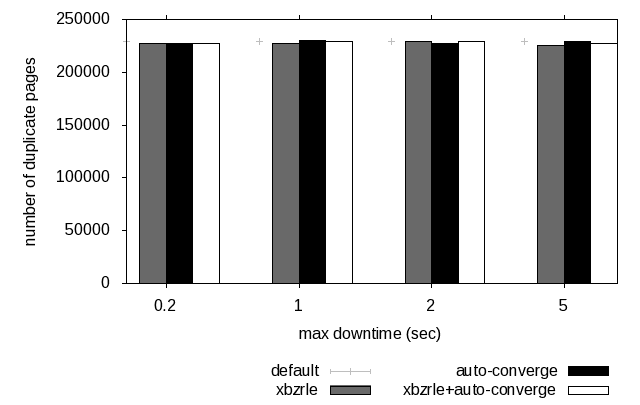 250000
200000
150000
100000
50000
0
number of duplicate pages
0.2 1 2 5
max downtime (sec)
default auto-converge
xbzrle xbzrle+auto-converge